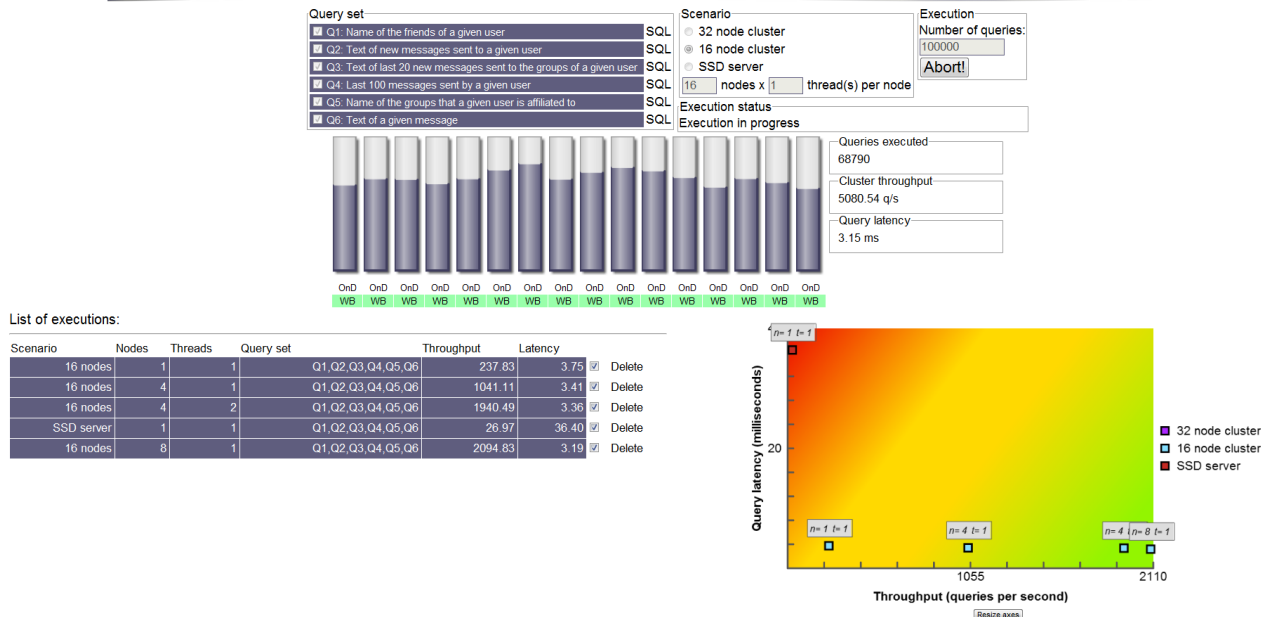 Query set
Q1: Name of the friends of a given user SQL
Q2: Text of new messages sent to a given user SQL
Q3: Text of last 20 new messages sent to the groups of a given user SQL
Q4: Last 100 messages sent by a given user SQL
Q5: Name of the groups that a given user is affiliated to SQL
Q6: Text of a given message SQL
Scenario
32 node cluster
16 node cluster
SSD server
16 nodes x 1 thread(s) per node
Execution
Number of queries:
100000
Abort!
Execution status
Execution in progress
Queries executed
68790
Cluster throughput
5080.54 q/s
Query latency
3.15 ms
OnD OnD OnD OnD OnD OnD OnD OnD OnD OnD OnD OnD OnD OnD OnD OnD
WB WB WB WB WB WB WB WB WB WB WB WB WB WB WB WB
List of executions:
Scenario Nodes Threads Query set Throughput Latency
16 nodes 1 1 Q1,Q2,Q3,Q4,Q5,Q6 237.83 3.75 Delete
16 nodes 4 1 Q1,Q2,Q3,Q4,Q5,Q6 1041.11 3.41 Delete
16 nodes 4 2 Q1,Q2,Q3,Q4,Q5,Q6 1940.49 3.36 Delete
SSD server 1 1 Q1,Q2,Q3,Q4,Q5,Q6 26.97 36.40 Delete
16 nodes 8 1 Q1,Q2,Q3,Q4,Q5,Q6 2094.83 3.19 Delete
n= 1 t= 1
Query latency (milliseconds)
20
n= 1 t= 1
n= 4 t= 1
n= 4
n= 8 t= 1
1055
2110
Throughput (queries per second)
Resize axes
32 node cluster
16 node cluster
SSD server